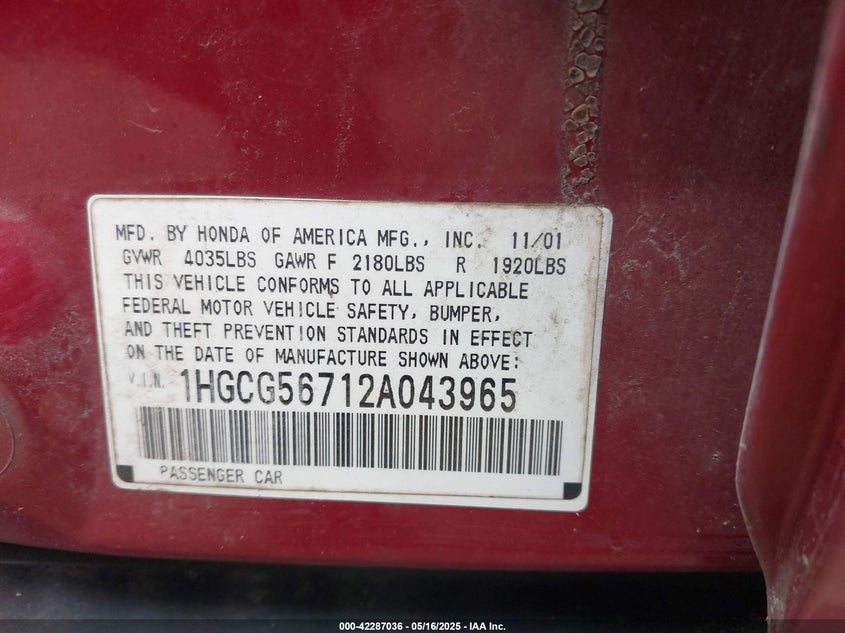 MFD. BY HONDA OF AMERICA MFG., INC. 11/01
GVWR 4035LBS GAWR F 2180LBS R 1920LBS
THIS VEHICLE CONFORMS TO ALL APPLICABLE
FEDERAL MOTOR VEHICLE SAFETY, BUMPER,
AND THEFT PREVENTION STANDARDS IN EFFECT
ON THE DATE OF MANUFACTURE SHOWN ABOVE:
V.I.N. 1HGCG56712A043965
PASSENGER CAR
000-42287036 - 05/16/2025 - IAA Inc.